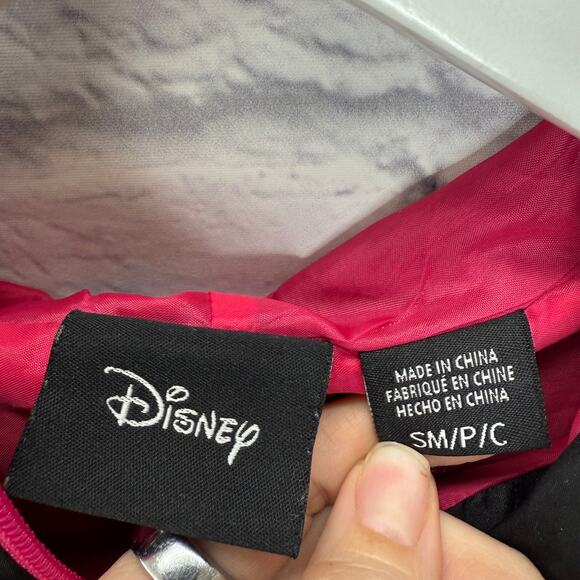 Disney
MADE IN CHINA
FABRIQUÉ EN CHINE
HECHO EN CHINA
SM/P/C